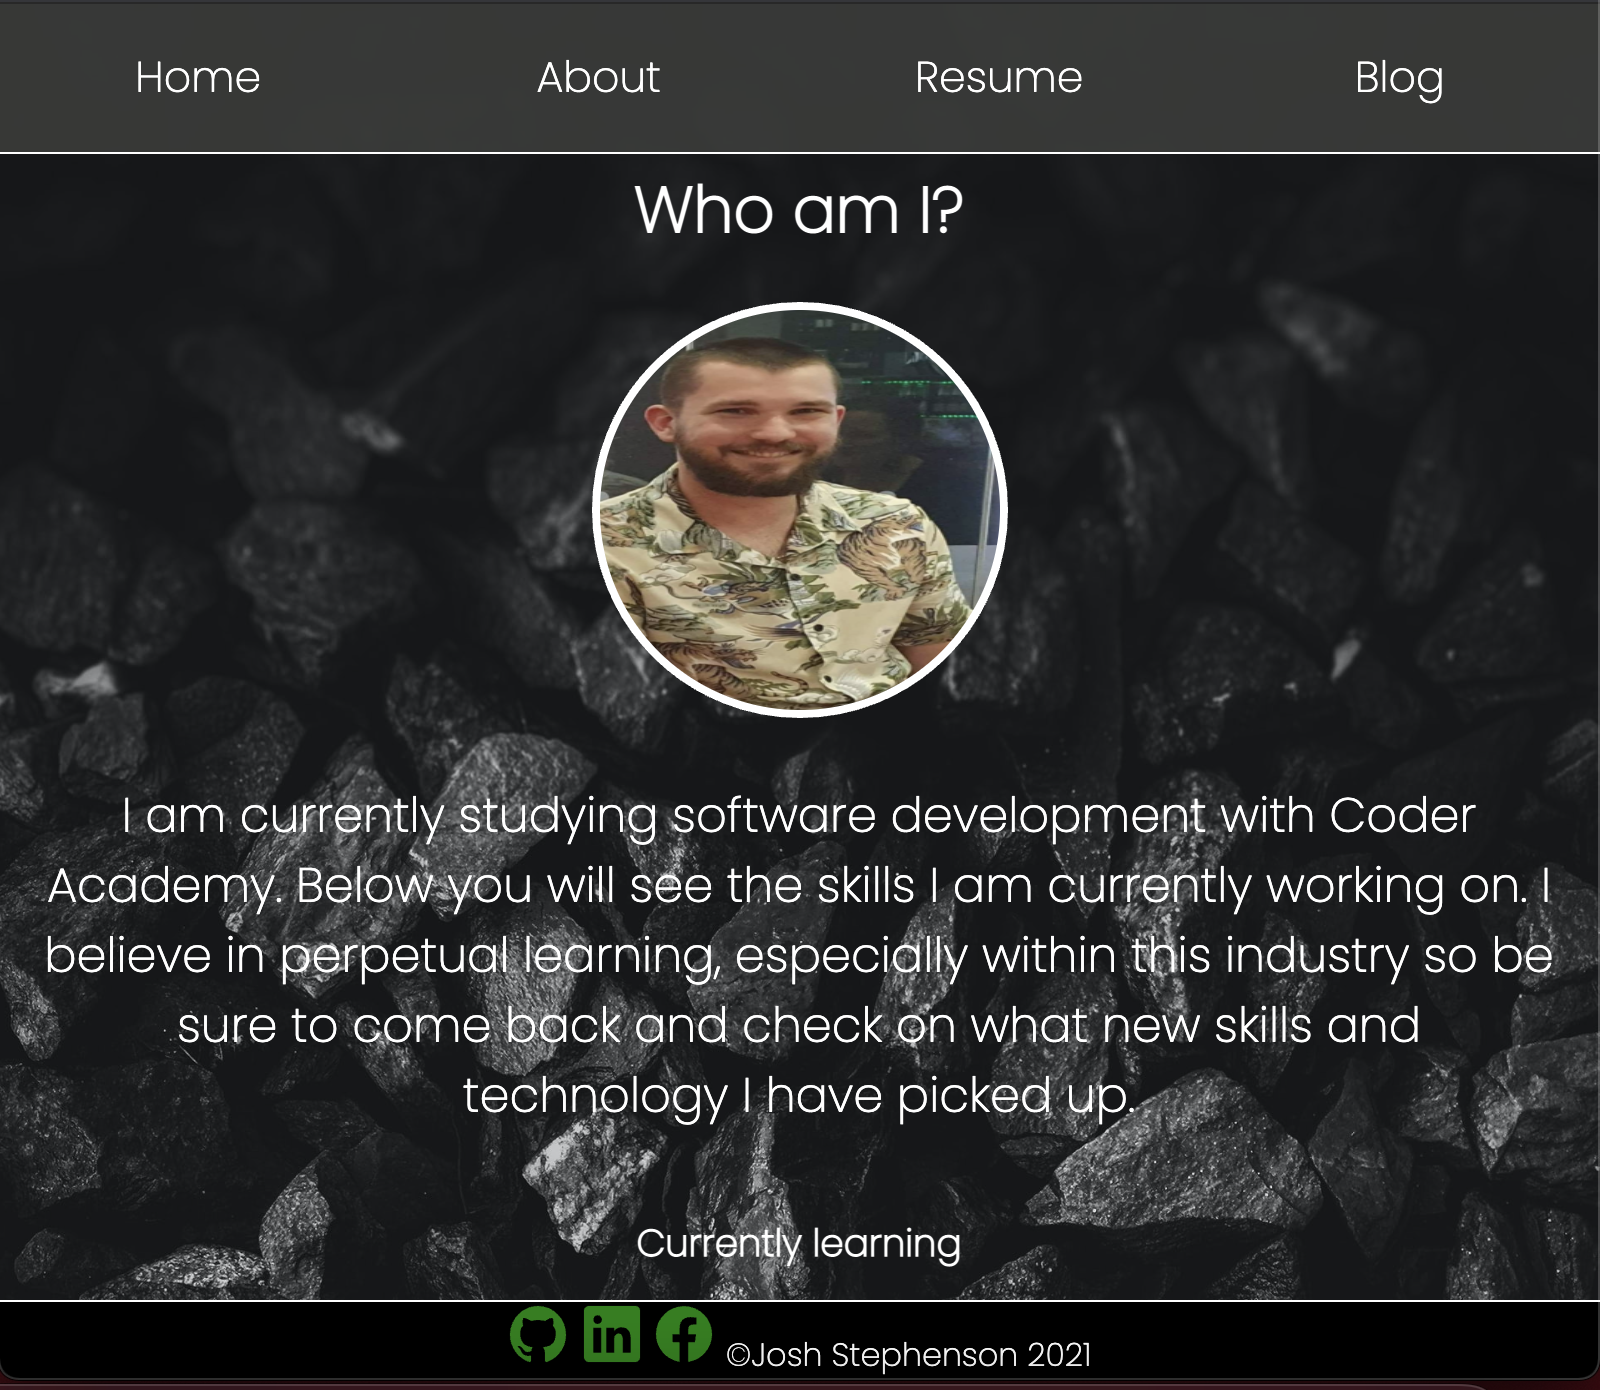 Home About Resume Blog
Who am I?
I am currently studying software development with Coder
Academy. Below you will see the skills I am currently working on. I
believe in perpetual learning, especially within this industry so be
sure to come back and check on what new skills and
technology I have picked up.
Currently learning
in f ©Josh Stephenson 2021